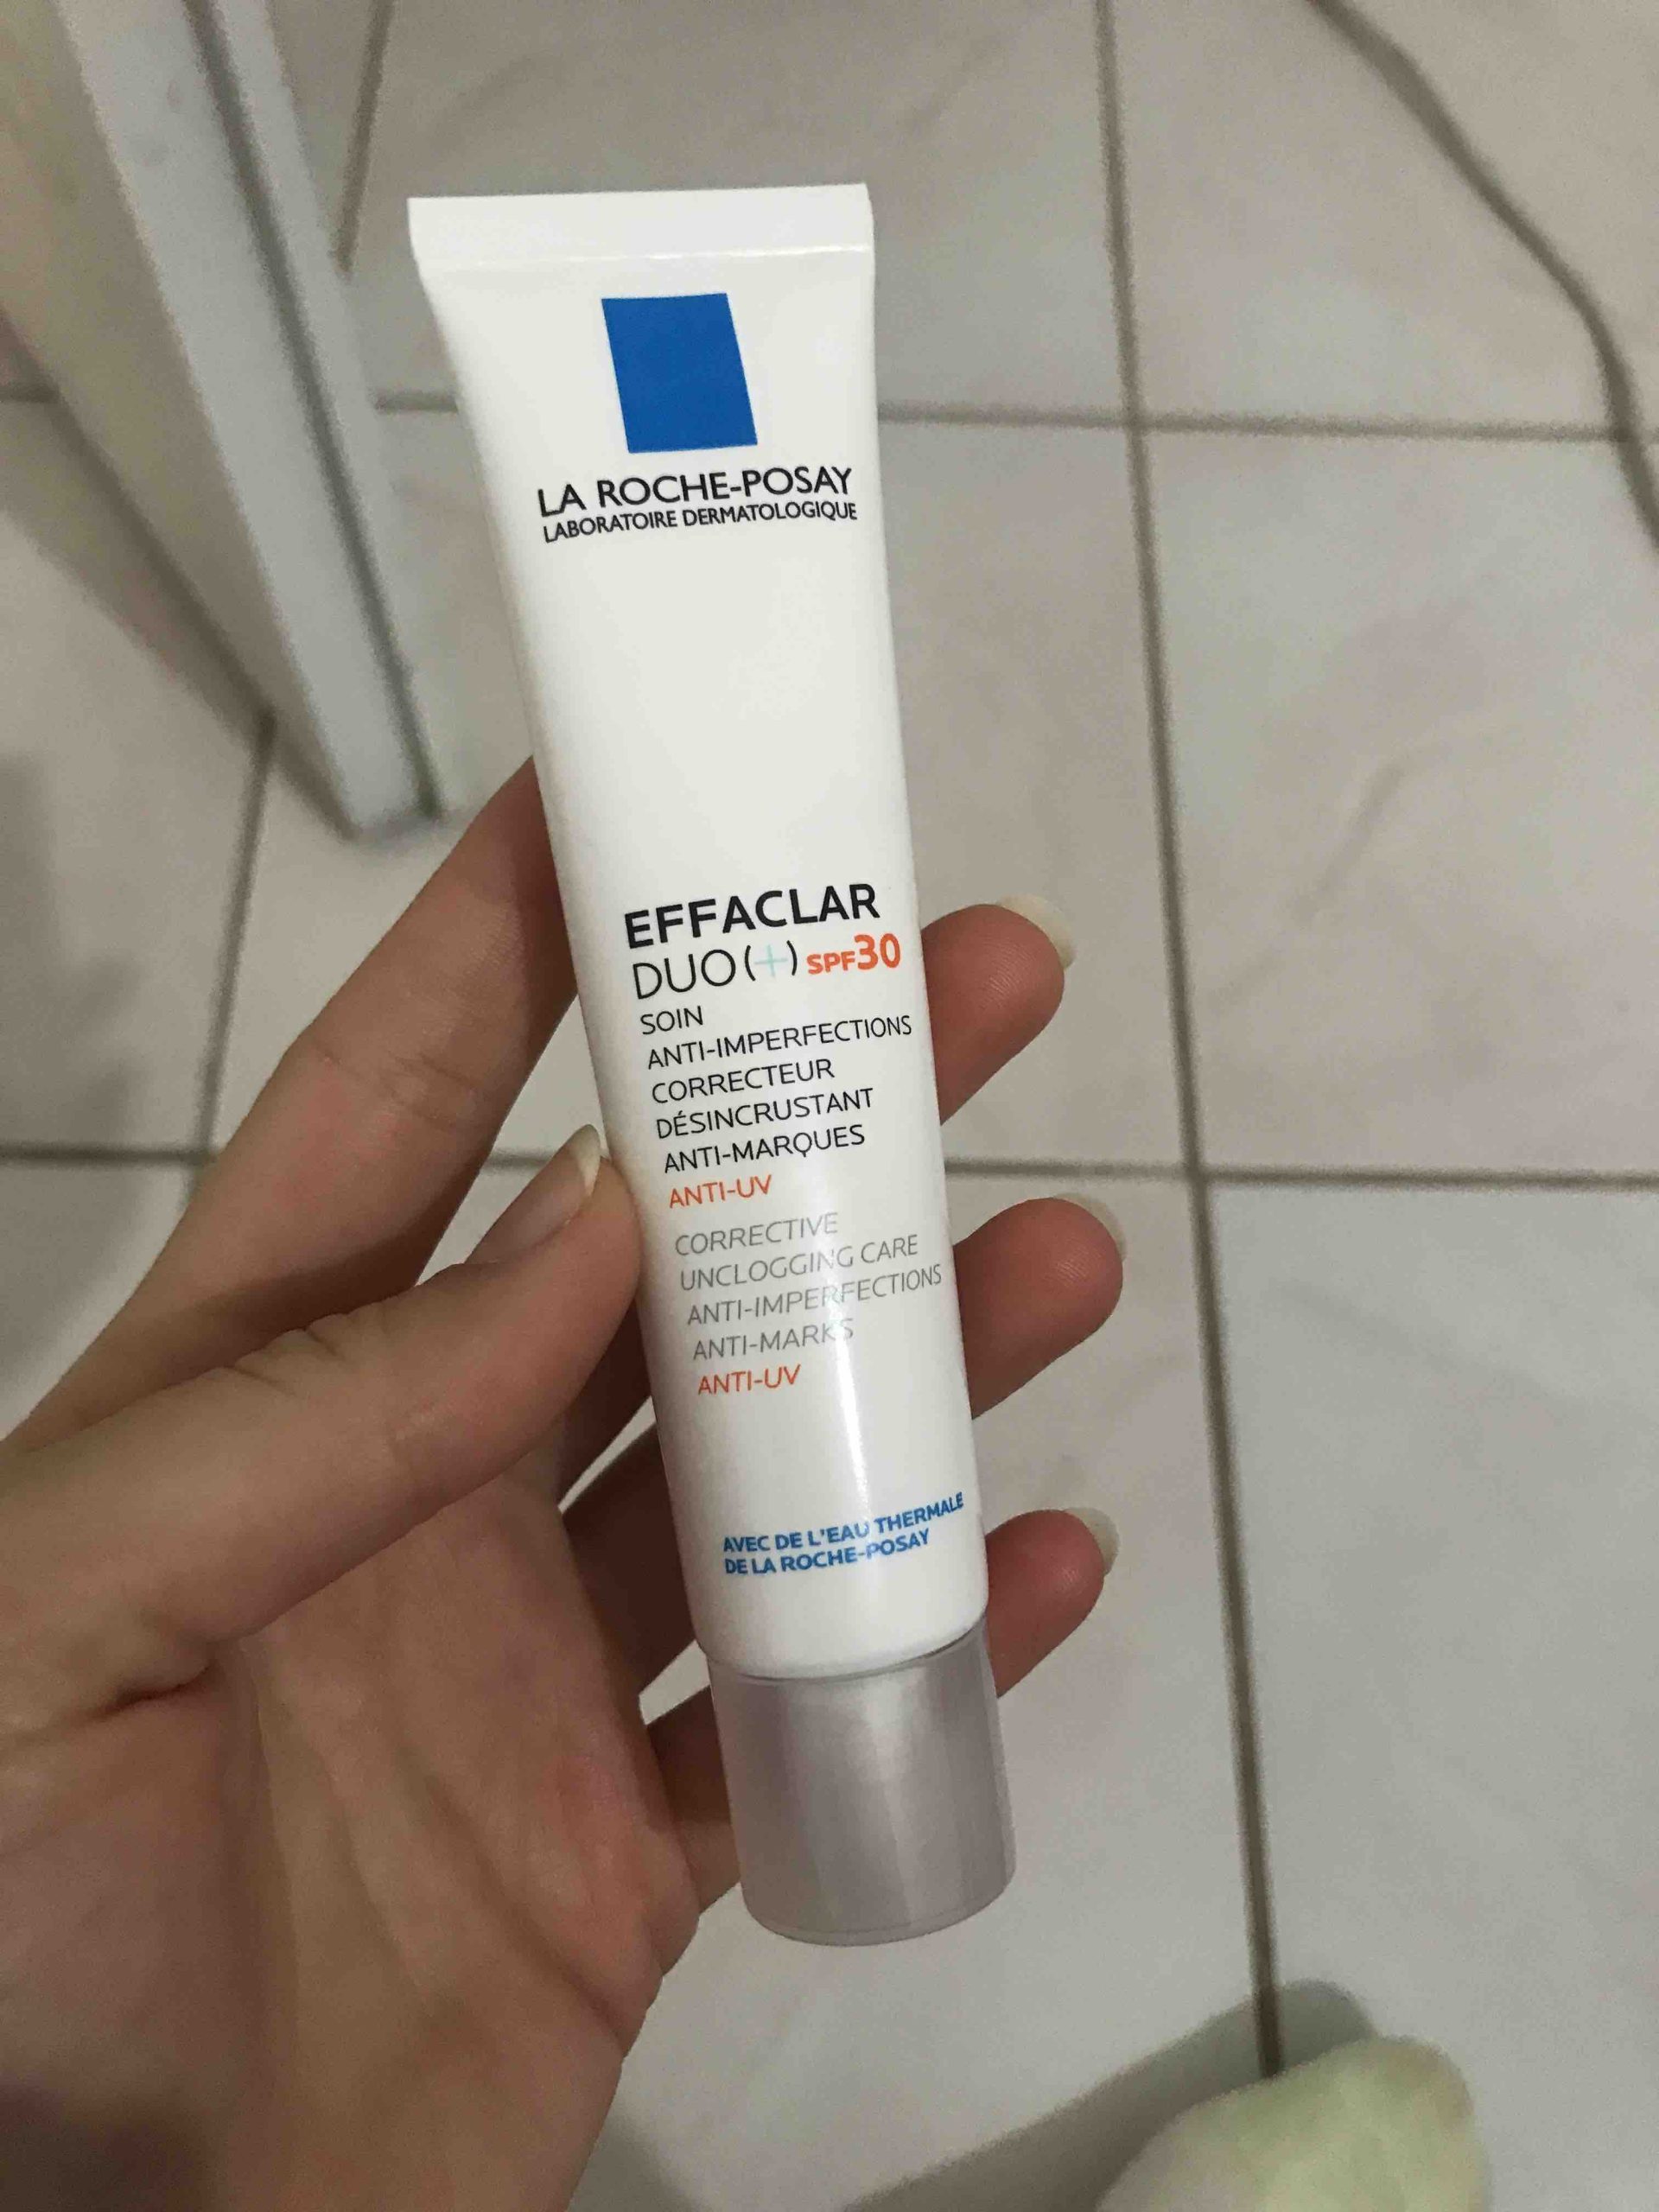 LA ROCHE-POSAY
LABORATOIRE DERMATOLOGIQUE
EFFACLAR
DUO(+) SPF30
SOIN
ANTI-IMPERFECTIONS
CORRECTEUR
DÉSINCRUSTANT
ANTI-MARQUES
ANTI-UV
CORRECTIVE
UNCLOGGING CARE
ANTI-IMPERFECTIONS
ANTI-MARKS
ANTI-UV
AVEC DE L'EAU THERMALE
DE LA ROCHE-POSAY